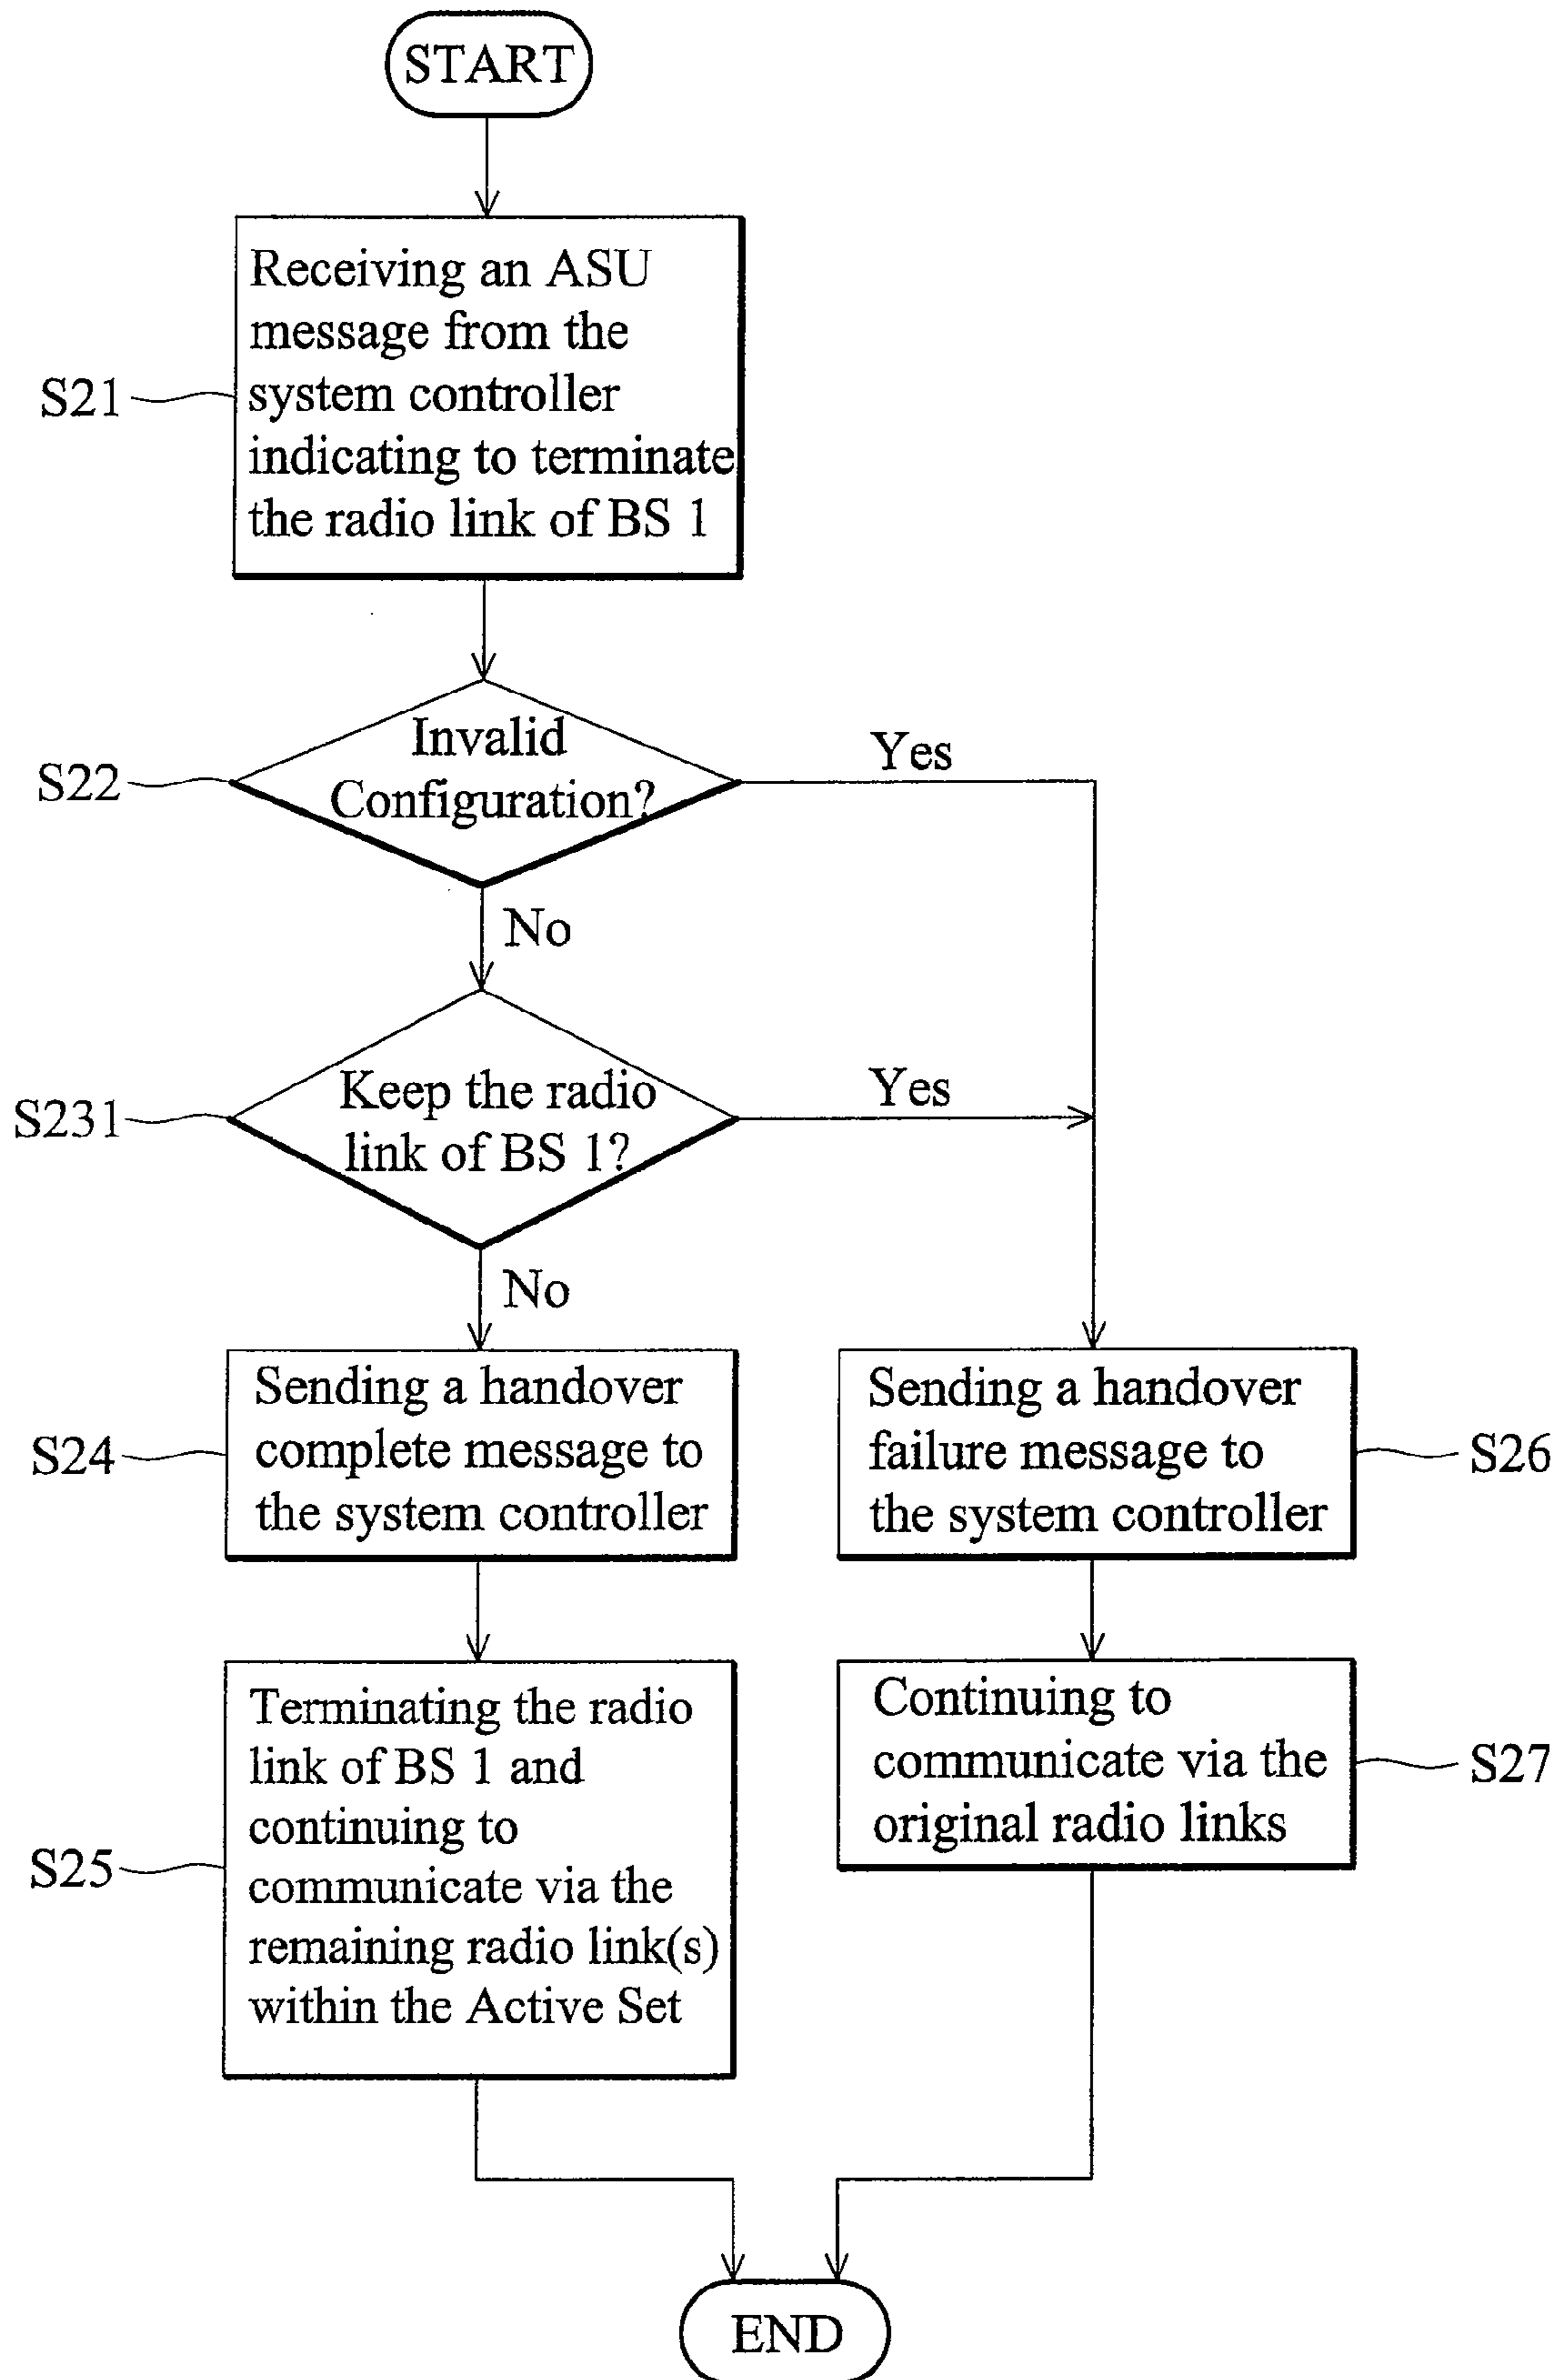 START
Receiving an ASU
message from the
system controller
indicating to terminate
the radio link of BS 1
S21
Invalid
Configuration?
S22
Yes
No
Keep the radio
link of BS 1?
S231
Yes
No
Sending a handover
complete message to
the system controller
S24
Sending a handover
failure message to
the system controller
S26
Terminating the radio
link of BS 1 and
continuing to
communicate via the
remaining radio link(s)
within the Active Set
S25
Continuing to
communicate via the
original radio links
S27
END